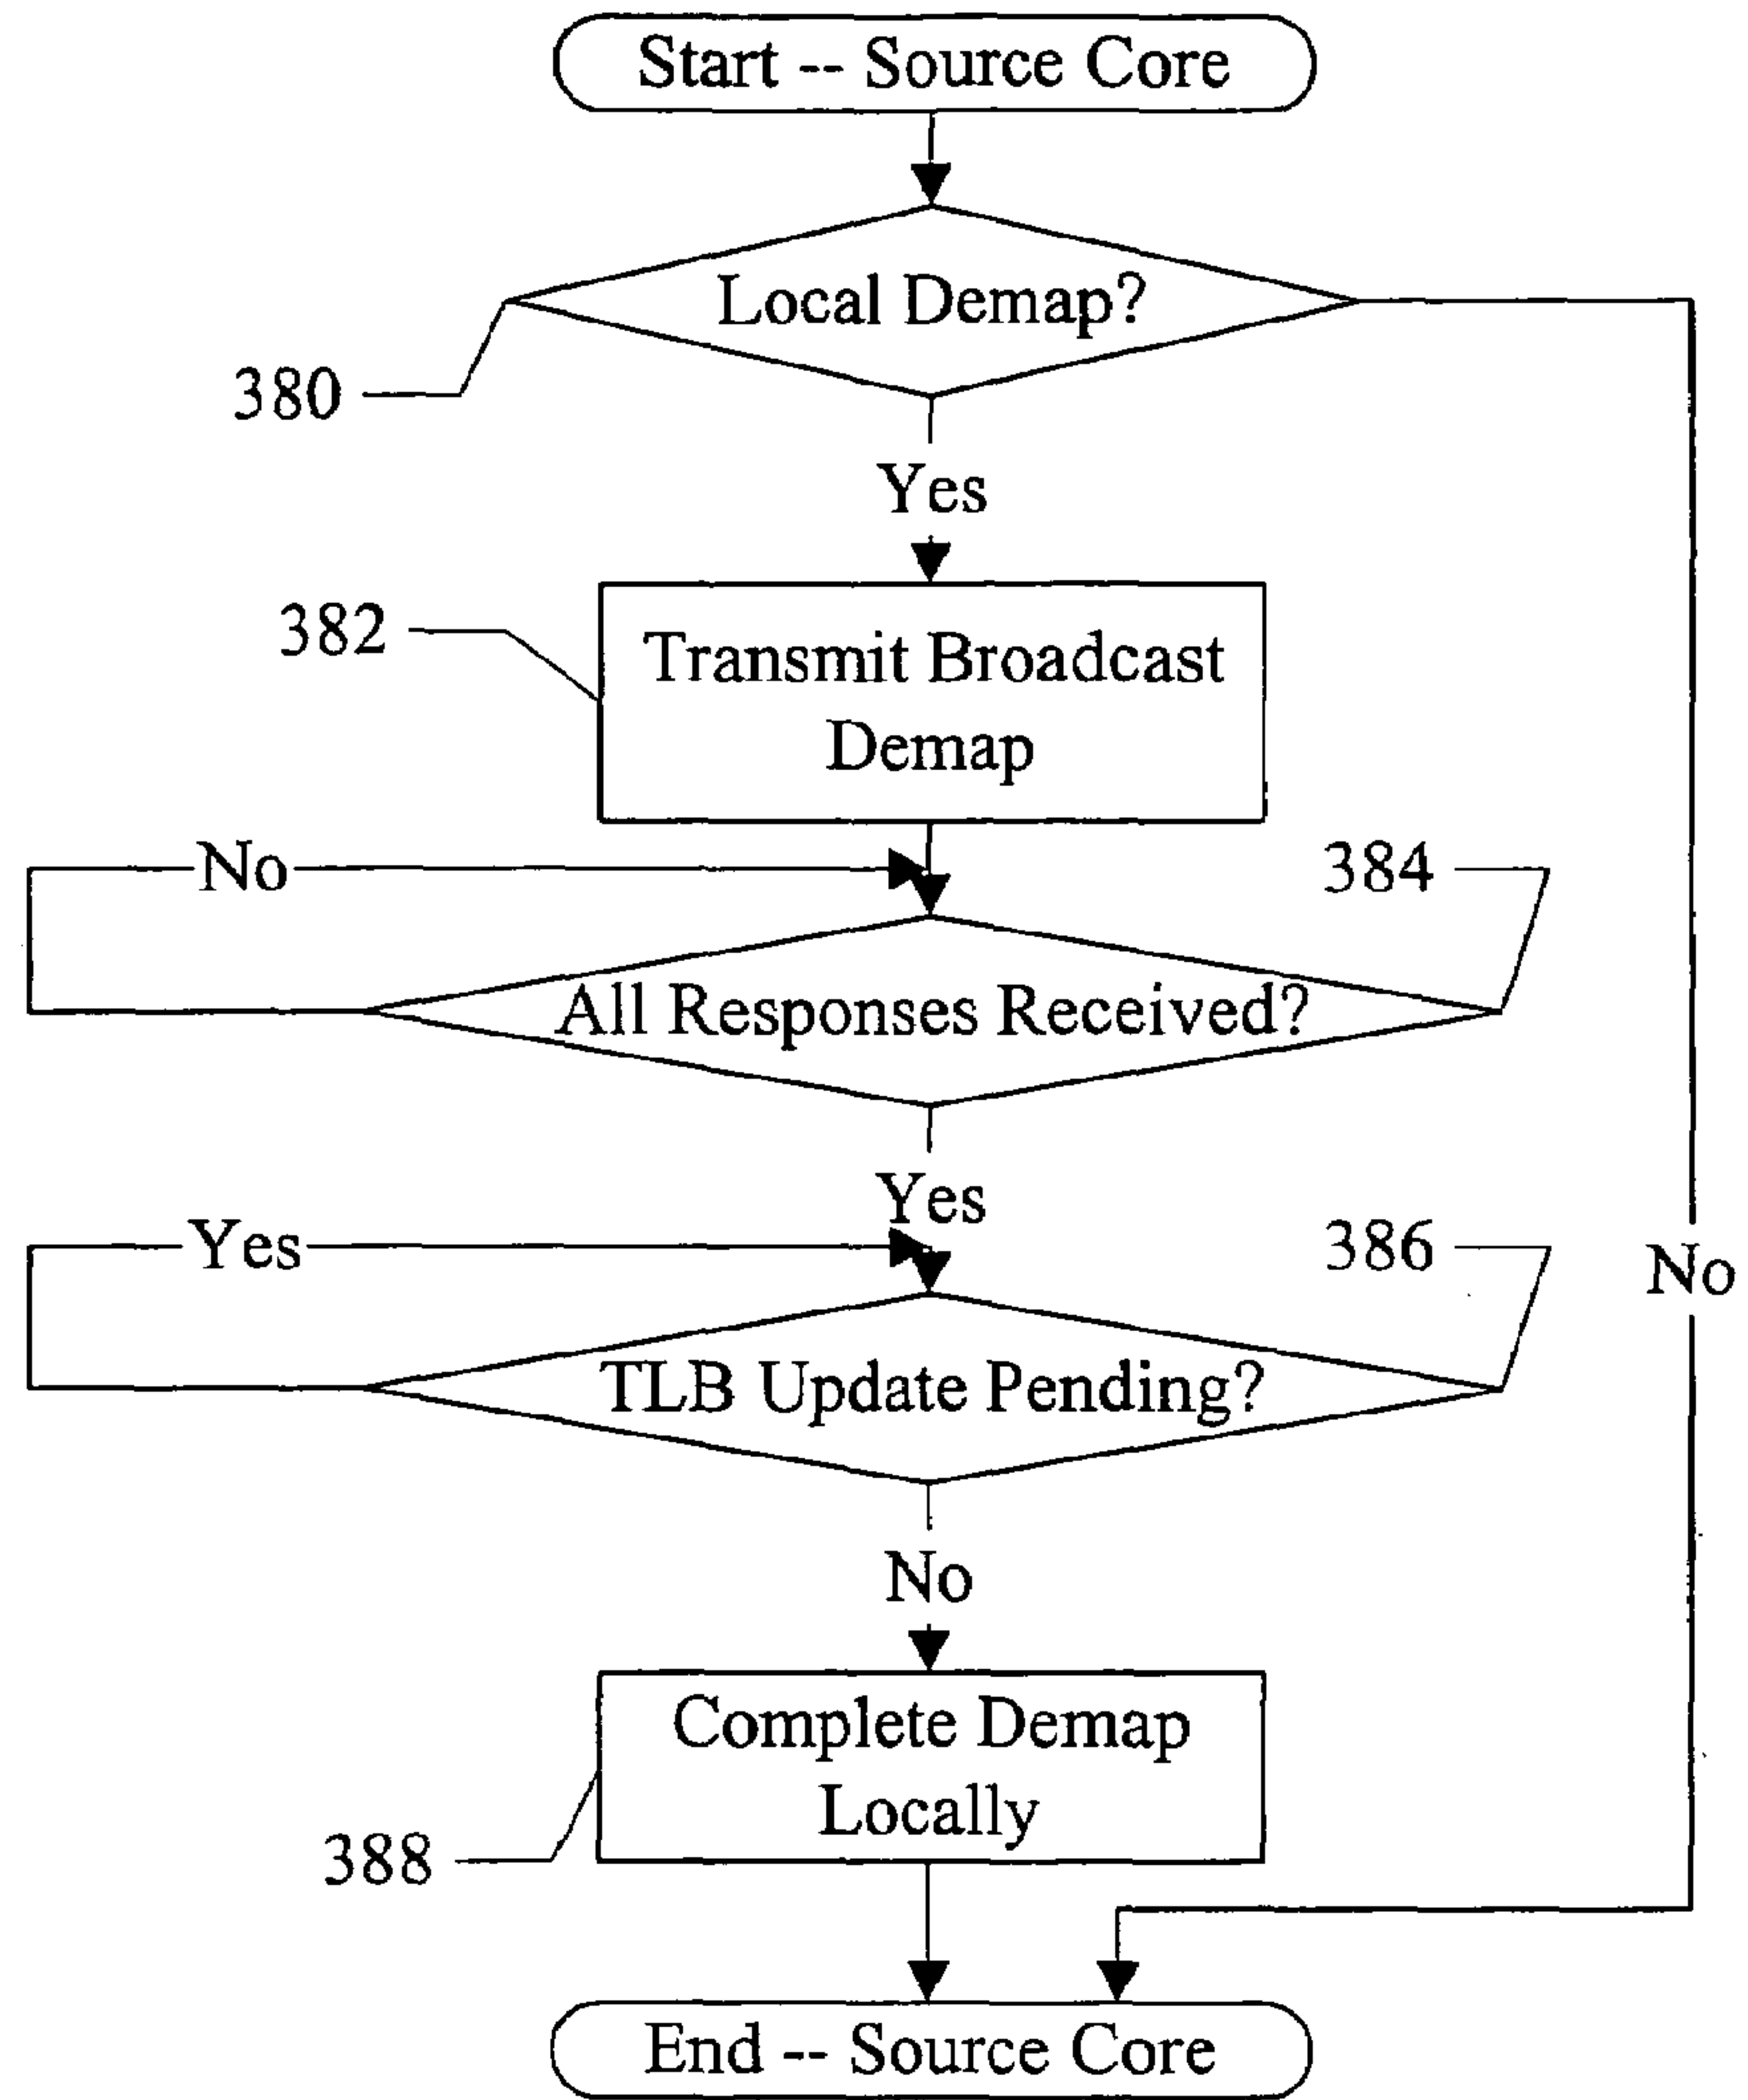 Start -- Source Core
Local Demap?
380
Yes
382
Transmit Broadcast
Demap
No
384
All Responses Received?
Yes
Yes
386
No
TLB Update Pending?
No
Complete Demap
Locally
388
End -- Source Core